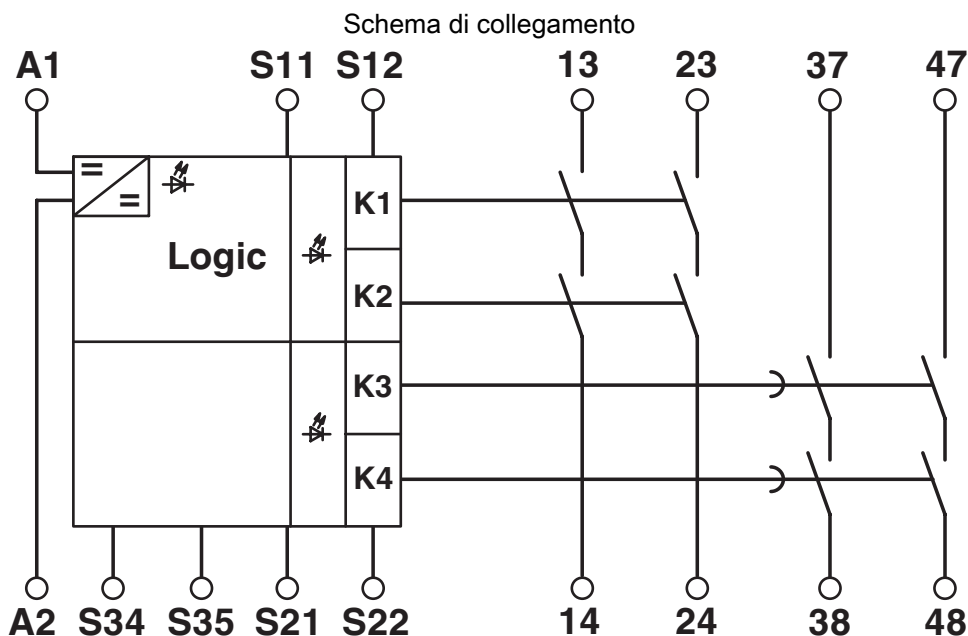 Schema di collegamento
A1 S11 S12 13 23 37 47
K1
Logic
K2
K3
K4
A2 S34 S35 S21 S22 14 24 38 48